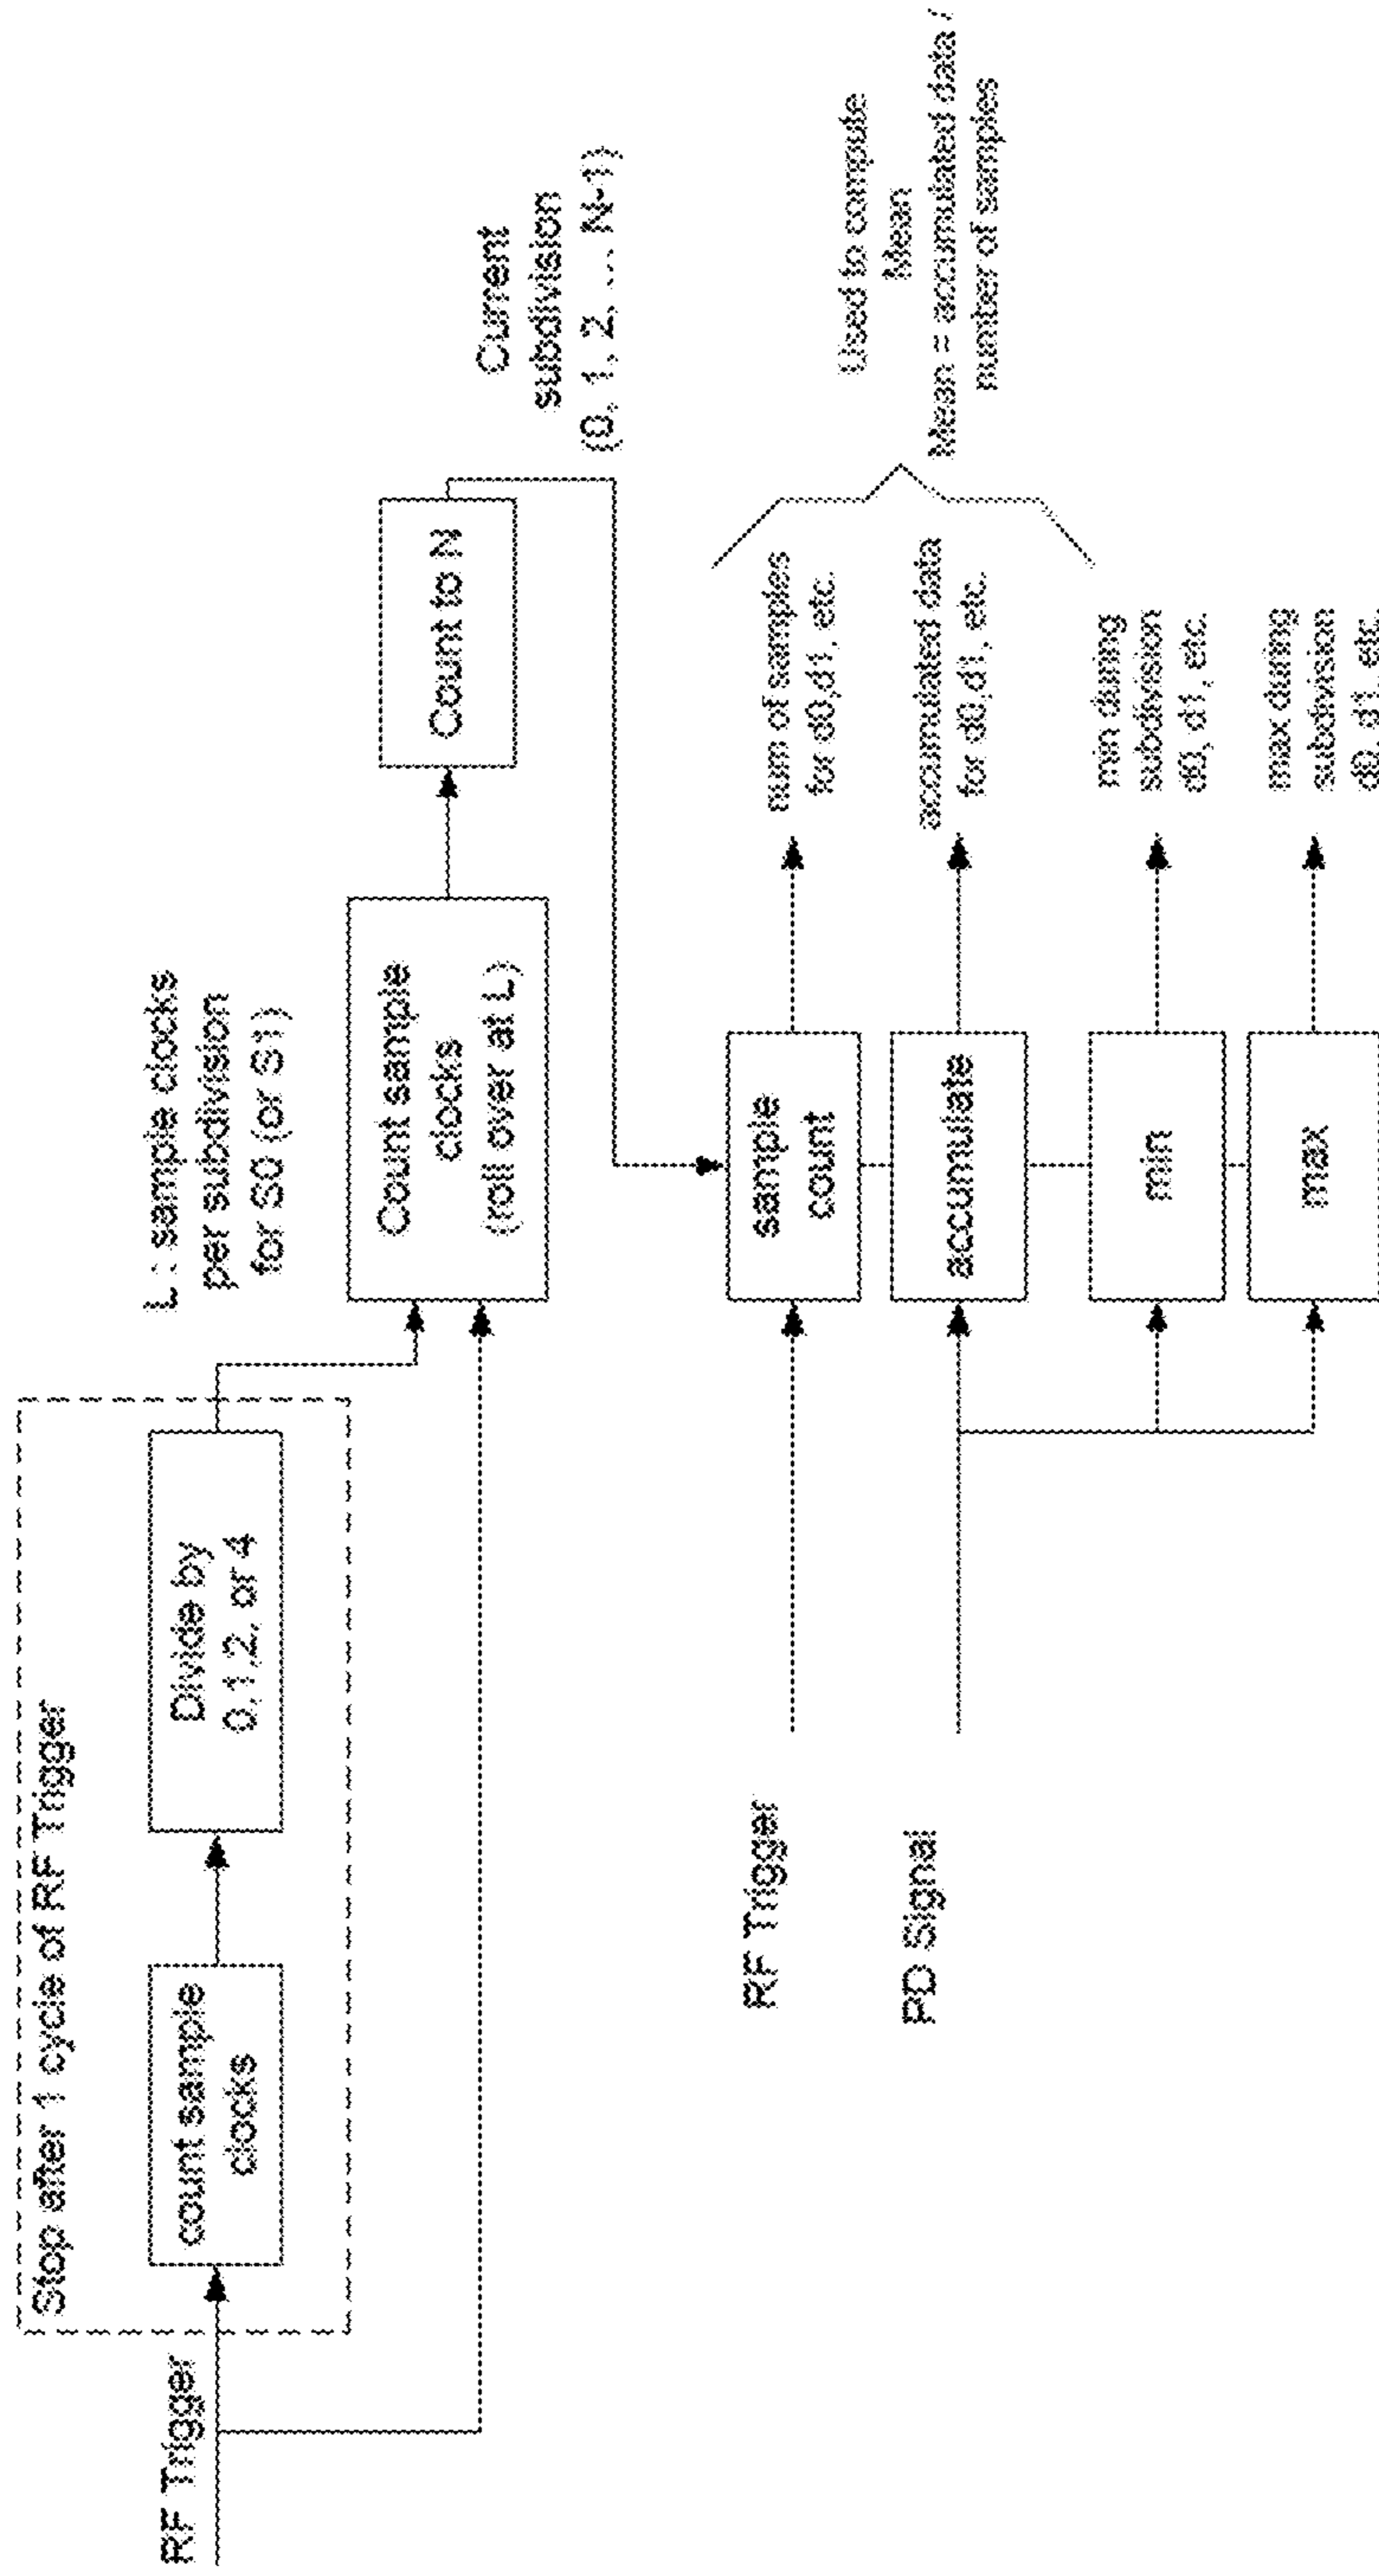 Stop after 1 cycle of RF Trigger
RF Trigger
count sample
clocks
Divide by
0,1,2, or 4
L : sample clocks
per subdivision
for S0 (or S1)
Count sample
clocks
(roll over at L)
Count to N
Current
subdivision
(0, 1, 2, ... N-1)
RF Trigger
sample
count
num of samples
for d0,d1, etc.
PD Signal
accumulate
accumulated data
for d0,d1, etc.
Used to compute
Mean
Mean = accumulated data /
number of samples
min
min during
subdivision
d0, d1, etc.
max
max during
subdivision
d0, d1, etc.